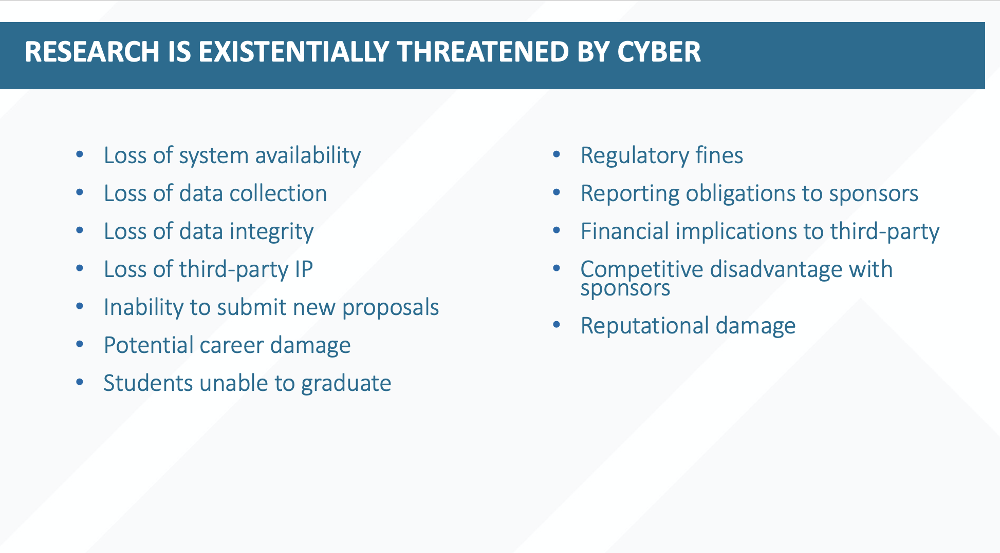 RESEARCH IS EXISTENTIALLY THREATENED BY CYBER
• Loss of system availability
• Loss of data collection
• Loss of data integrity
• Loss of third-party IP
• Inability to submit new proposals
• Potential career damage
• Students unable to graduate
• Regulatory fines
• Reporting obligations to sponsors
• Financial implications to third-party
• Competitive disadvantage with
sponsors
• Reputational damage